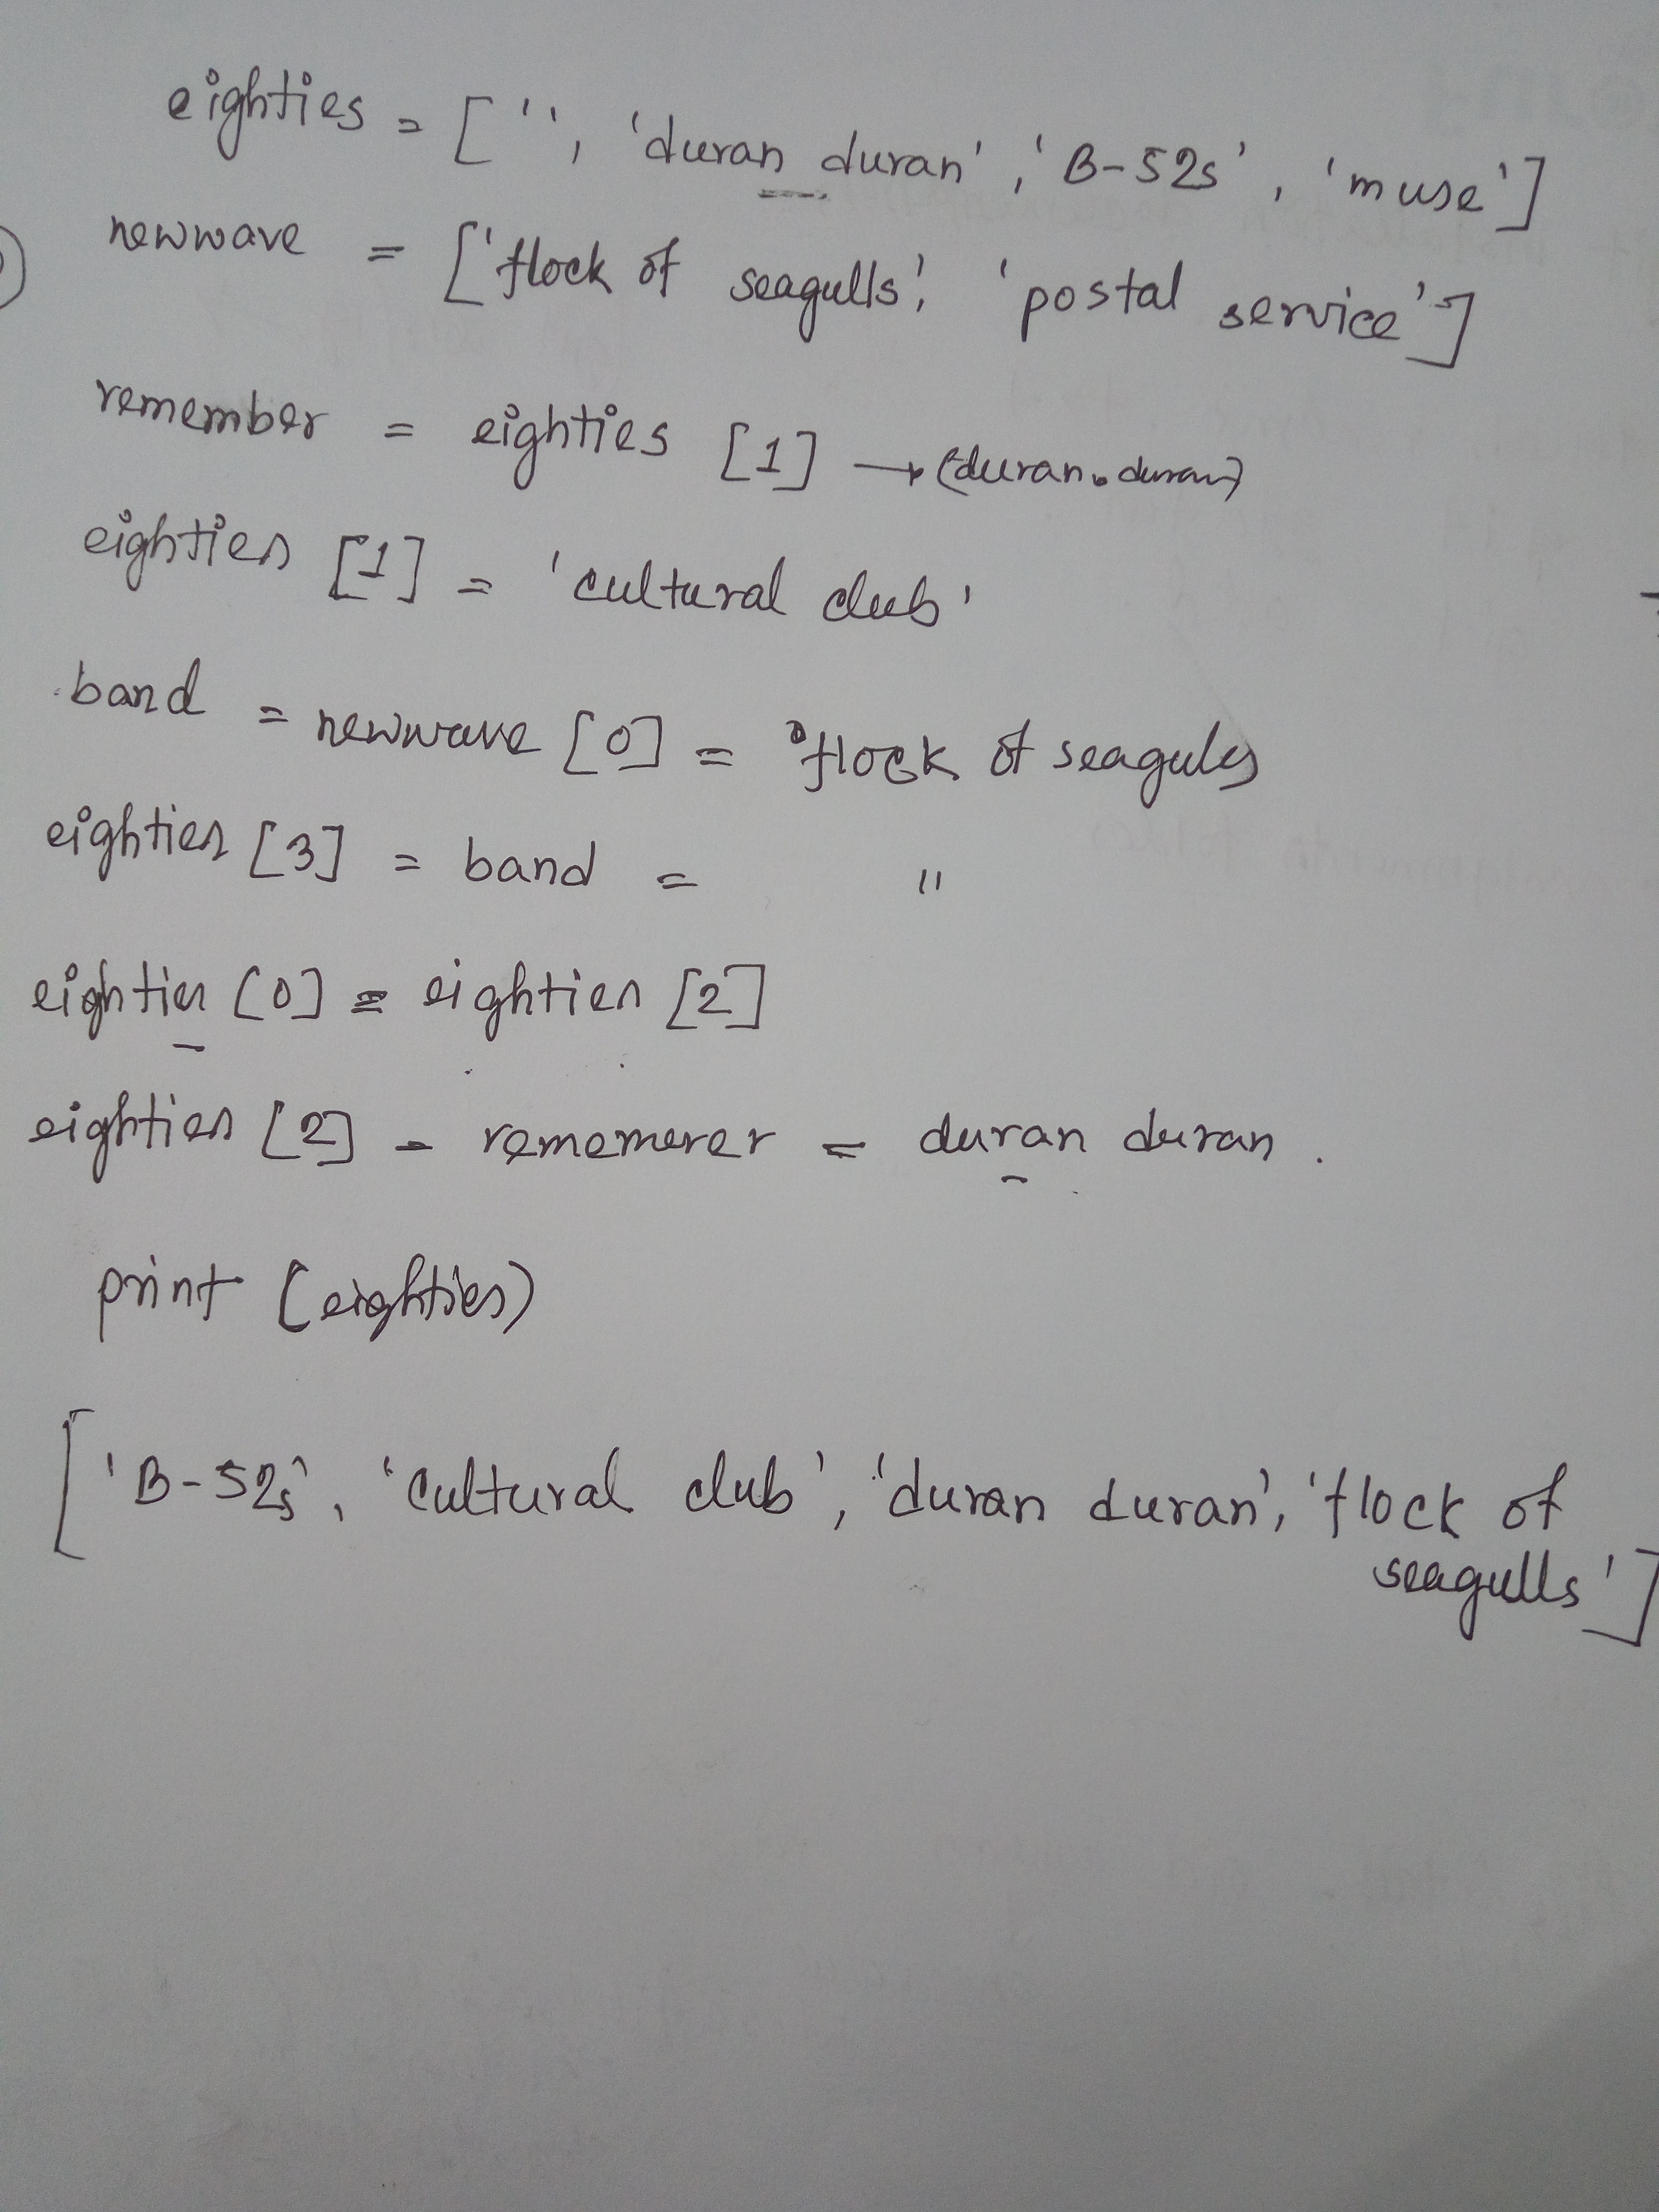 eighties = ['', 'duran duran', 'B-52s', 'muse']
newwave = ['flock of seagulls', 'postal service']
remember = eighties [1] → (duran duran)
eighties [1] = 'cultural club'
band = newwave [0] = 'flock of seagulls
eighties [3] = band = "
eighties [0] = eighties [2]
eighties [2] = rememerer = duran duran.
print (eighties)
['B-52s', 'cultural club', 'duran duran', 'flock of
seagulls']